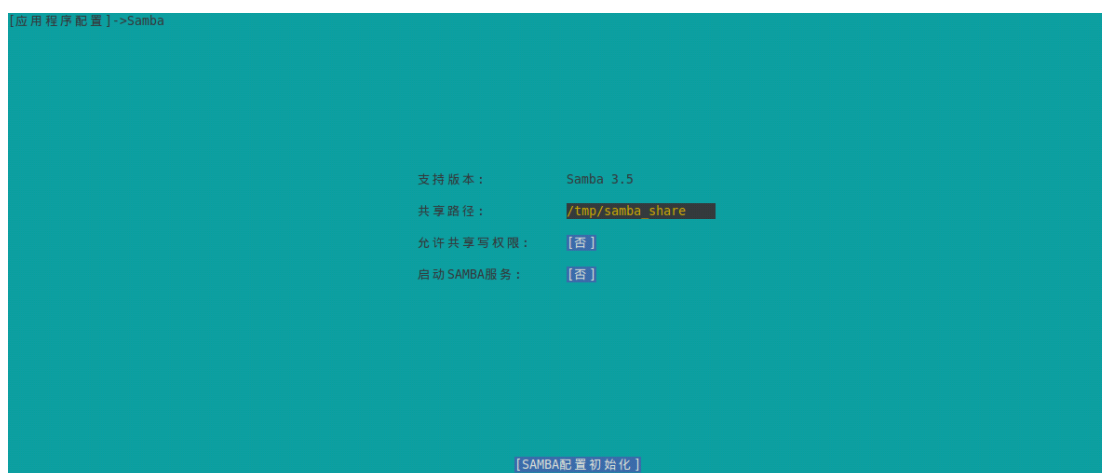 [应用程序配置]->Samba
支持版本： Samba 3.5
共享路径： /tmp/samba_share
允许共享写权限： [否]
启动SAMBA服务： [否]
[SAMBA配置初始化]